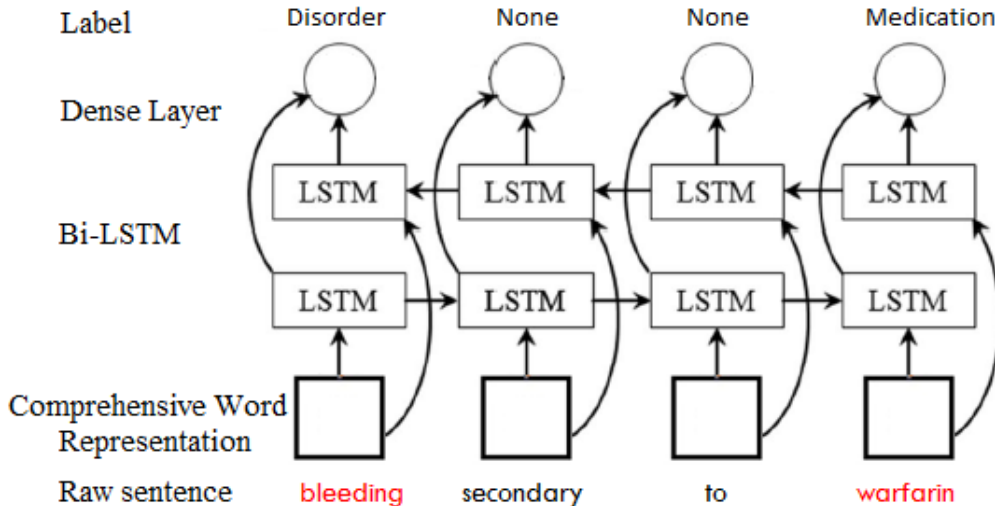 Label Disorder None None Medication
Dense Layer
LSTM LSTM LSTM LSTM
Bi-LSTM
LSTM LSTM LSTM LSTM
Comprehensive Word
Representation
Raw sentence bleeding secondary to warfarin